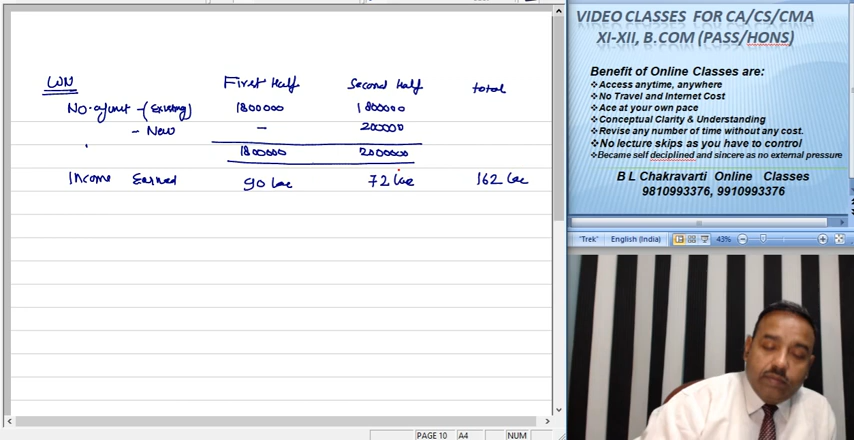 WN
First Half Second Half total
No. of unit - (Existing) 1800000 1800000
- New — 200000
1800000 2000000
Income Earned 90 Lac 72 Lac 162 Lac
PAGE 10 A4 NUM
VIDEO CLASSES FOR CA/CS/CMA
XI-XII, B.COM (PASS/HONS)
Benefit of Online Classes are:
❖Access anytime, anywhere
❖No Travel and Internet Cost
❖Ace at your own pace
❖Conceptual Clarity & Understanding
❖Revise any number of time without any cost.
❖No lecture skips as you have to control
❖Became self deciplined and sincere as no external pressure
B L Chakravarti Online Classes
9810993376, 9910993376
"Trek" English (India) 43%